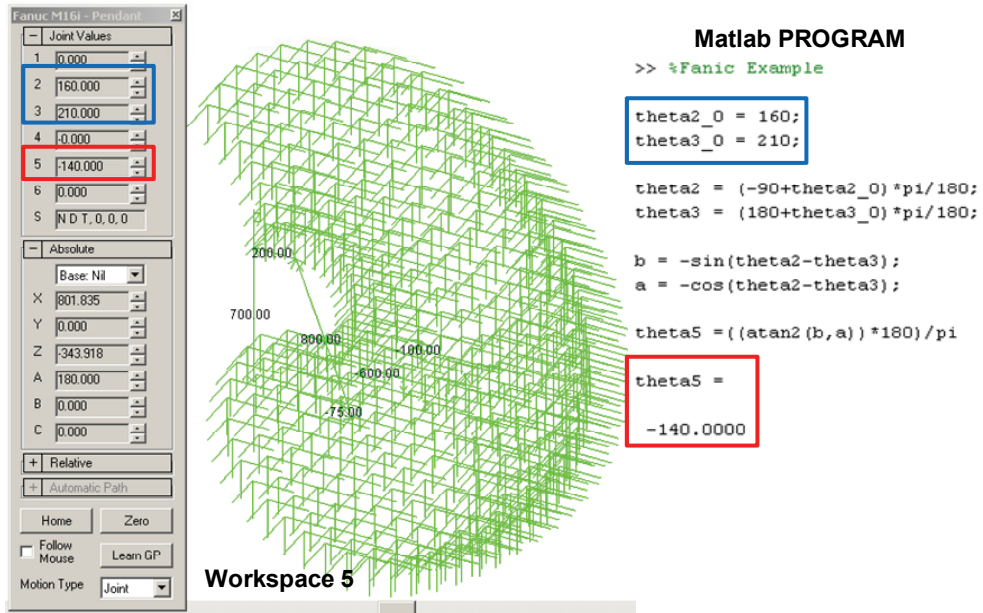 Fanuc M16i - Pendant
x
− Joint Values
1 0.000
2 160.000
3 210.000
4 -0.000
5 -140.000
6 0.000
S N D T, 0, 0, 0
− Absolute
Base: Nil
X 801.835
Y 0.000
Z -343.918
A 180.000
B 0.000
C 0.000
+ Relative
+ Automatic Path
Home Zero
Follow Mouse Learn GP
Motion Type Joint
200.00
700.00
800.00
-100.00
-600.00
-75.00
Workspace 5
Matlab PROGRAM
>> %Fanic Example
theta2_0 = 160;
theta3_0 = 210;
theta2 = (-90+theta2_0)*pi/180;
theta3 = (180+theta3_0)*pi/180;
b = -sin(theta2-theta3);
a = -cos(theta2-theta3);
theta5 =((atan2(b,a))*180)/pi
theta5 =
-140.0000